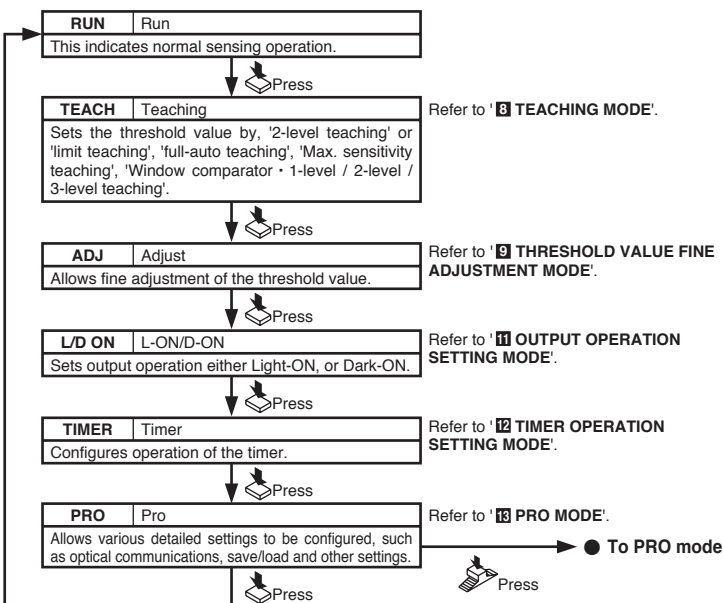 RUN Run
This indicates normal sensing operation.
Press
TEACH Teaching
Refer to '8 TEACHING MODE'.
Sets the threshold value by, '2-level teaching' or
'limit teaching', 'full-auto teaching', 'Max. sensitivity
teaching', 'Window comparator・1-level / 2-level /
3-level teaching'.
Press
ADJ Adjust
Allows fine adjustment of the threshold value.
Refer to '9 THRESHOLD VALUE FINE
ADJUSTMENT MODE'.
Press
L/D ON L-ON/D-ON
Sets output operation either Light-ON, or Dark-ON.
Refer to '11 OUTPUT OPERATION
SETTING MODE'.
Press
TIMER Timer
Configures operation of the timer.
Refer to '12 TIMER OPERATION
SETTING MODE'.
Press
PRO Pro
Refer to '13 PRO MODE'.
Allows various detailed settings to be configured, such
as optical communications, save/load and other settings.
● To PRO mode
Press
Press